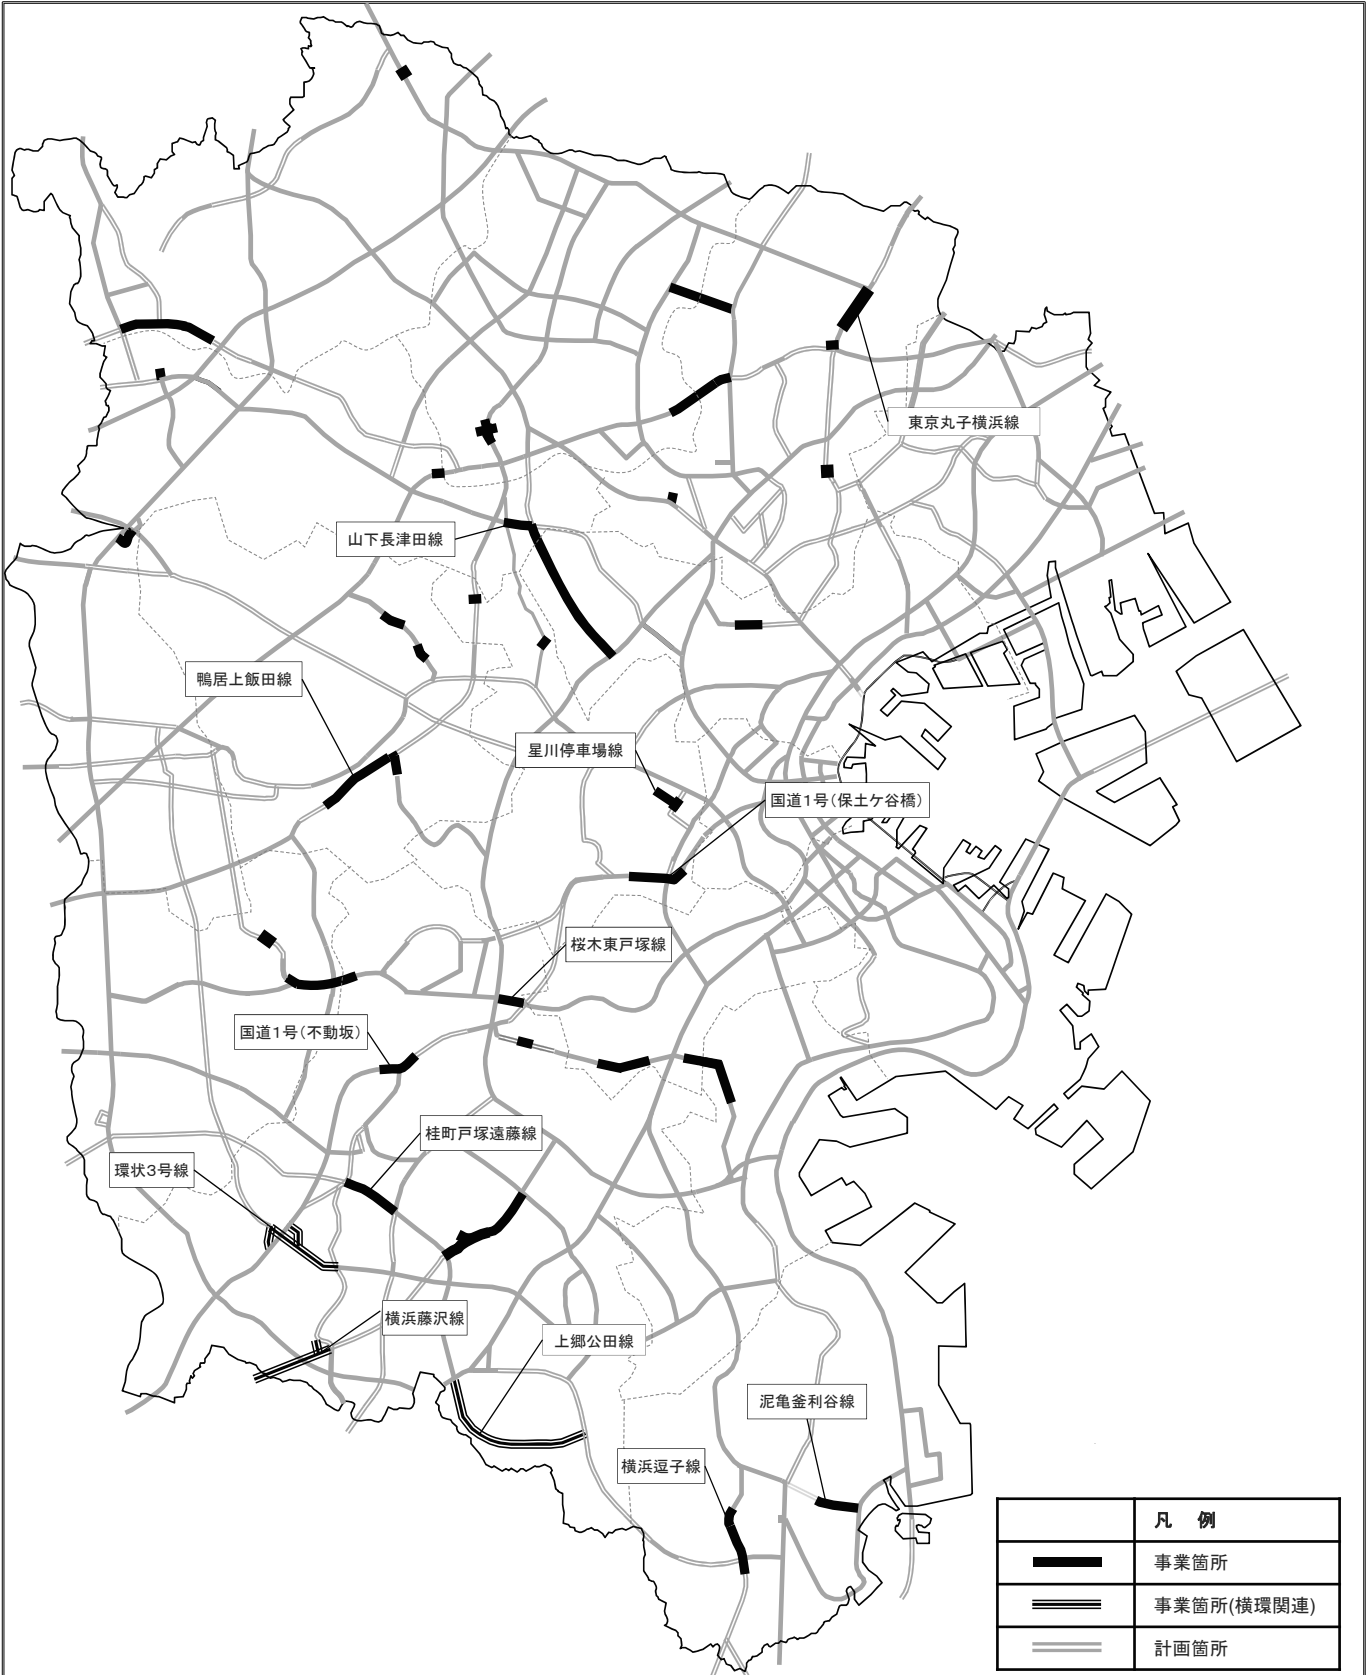 東京丸子横浜線
山下長津田線
鴨居上飯田線
星川停車場線
国道1号(保土ケ谷橋)
桜木東戸塚線
国道1号(不動坂)
桂町戸塚遠藤線
環状3号線
横浜藤沢線
上郷公田線
泥亀釜利谷線
横浜逗子線
凡 例
事業箇所
事業箇所(横環関連)
計画箇所